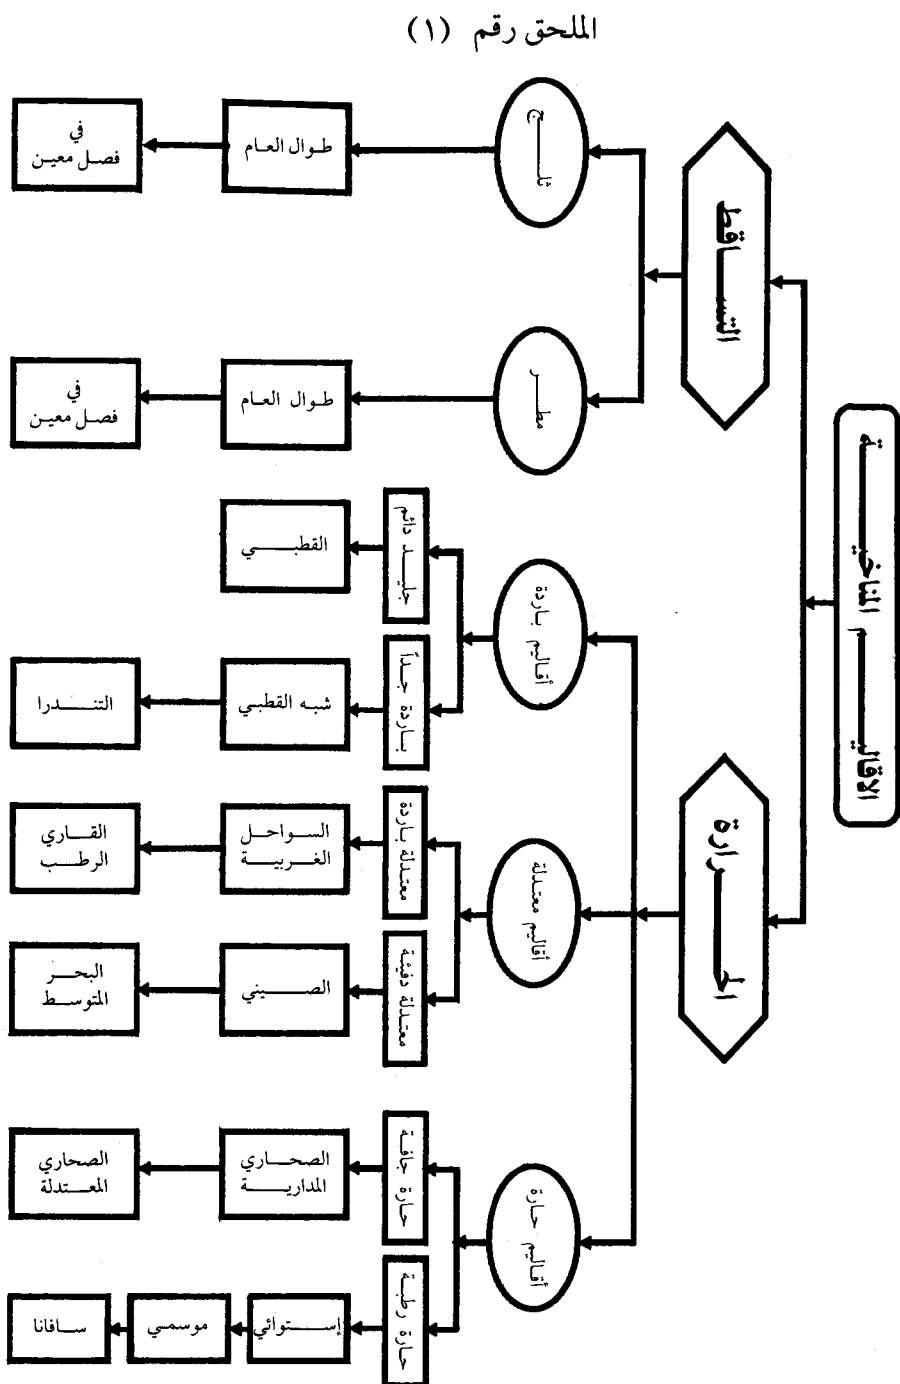 الملحق رقم (١)
الاقاليم المناخية
التساقط
ثلج
طوال العام
في
فصل معين
مطر
طوال العام
في
فصل معين
الحرارة
أقاليم باردة
جليد دائم
القطبي
باردة جداً
شبه القطبي
التندرا
أقاليم معتدلة
معتدلة باردة
السواحل
الغربية
القاري
الرطب
معتدلة دفيئة
الصيني
البحر
المتوسط
أقاليم حارة
حارة جافة
الصحاري
المدارية
الصحاري
المعتدلة
حارة رطبة
إستوائي
موسمي
سافانا